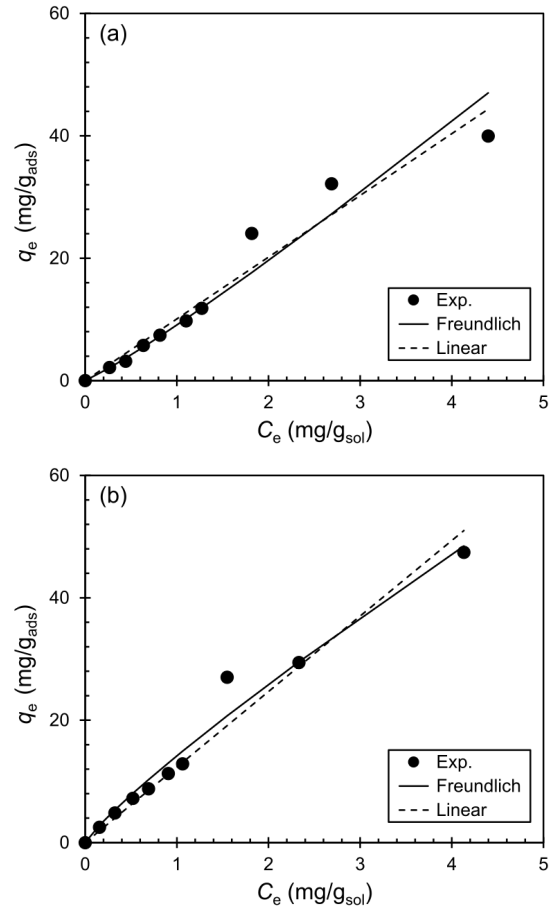 (a)
60
40
20
0
qe (mg/gads)
0 1 2 3 4 5
Ce (mg/gsol)
Exp.
Freundlich
Linear
(b)
60
40
20
0
qe (mg/gads)
0 1 2 3 4 5
Ce (mg/gsol)
Exp.
Freundlich
Linear